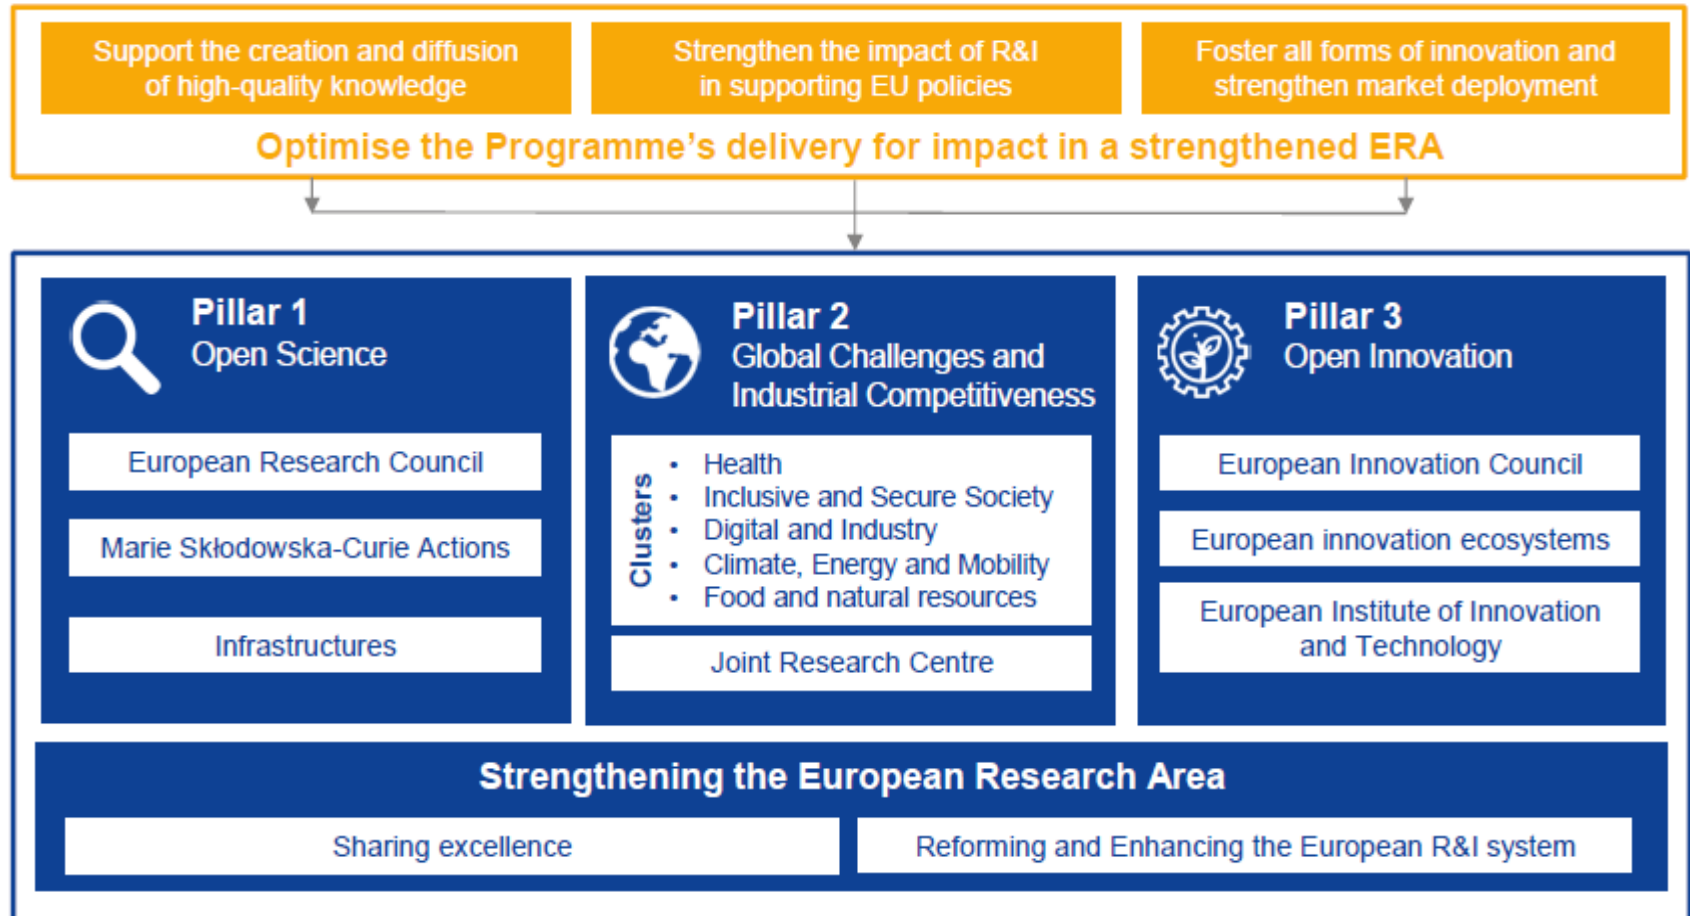 Support the creation and diffusion
of high-quality knowledge
Strengthen the impact of R&I
in supporting EU policies
Foster all forms of innovation and
strengthen market deployment
Optimise the Programme’s delivery for impact in a strengthened ERA
Pillar 1
Open Science
European Research Council
Marie Skłodowska-Curie Actions
Infrastructures
Pillar 2
Global Challenges and
Industrial Competitiveness
Clusters
• Health
• Inclusive and Secure Society
• Digital and Industry
• Climate, Energy and Mobility
• Food and natural resources
Joint Research Centre
Pillar 3
Open Innovation
European Innovation Council
European innovation ecosystems
European Institute of Innovation
and Technology
Strengthening the European Research Area
Sharing excellence
Reforming and Enhancing the European R&I system